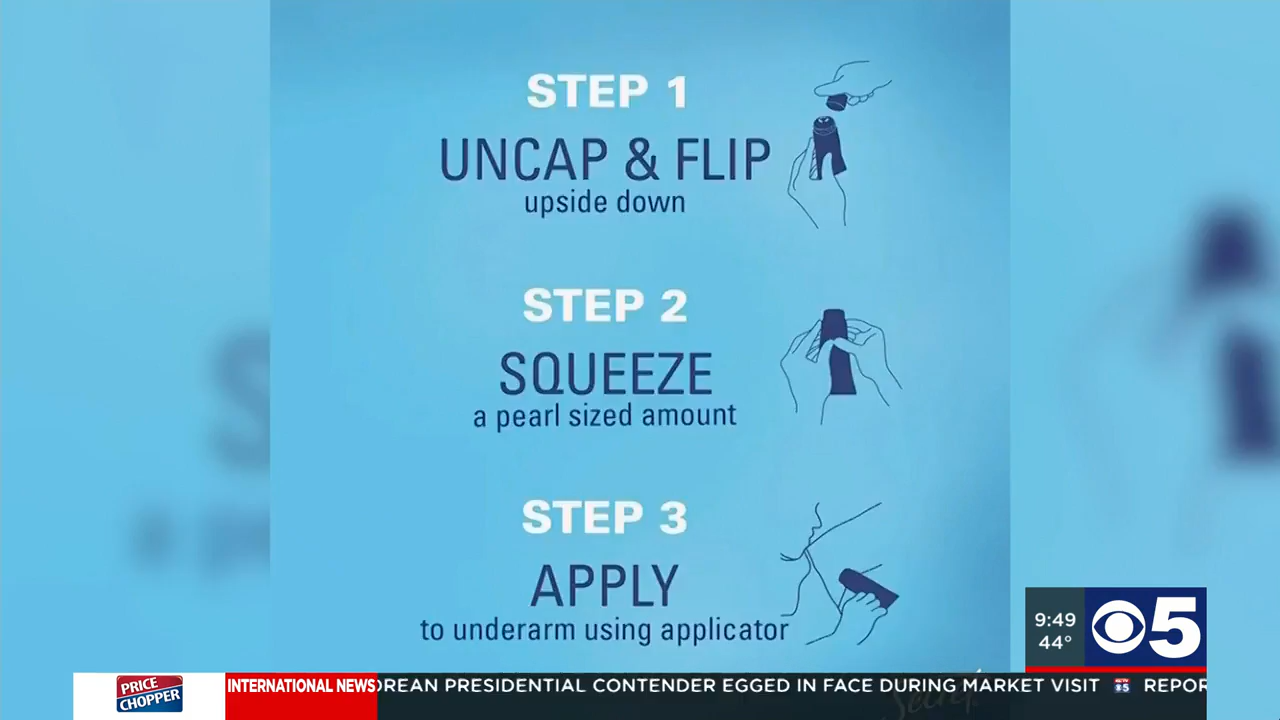 STEP 1
UNCAP & FLIP
upside down
STEP 2
SQUEEZE
a pearl sized amount
STEP 3
APPLY
to underarm using applicator
9:49
44°
5
Secret
PRICE
CHOPPER
INTERNATIONAL NEWS
OREAN PRESIDENTIAL CONTENDER EGGED IN FACE DURING MARKET VISIT
REPOR